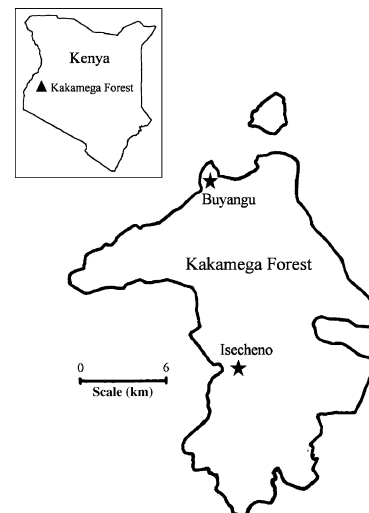 Kenya
Kakamega Forest
Buyangu
Kakamega Forest
Isecheno
0 6
Scale (km)